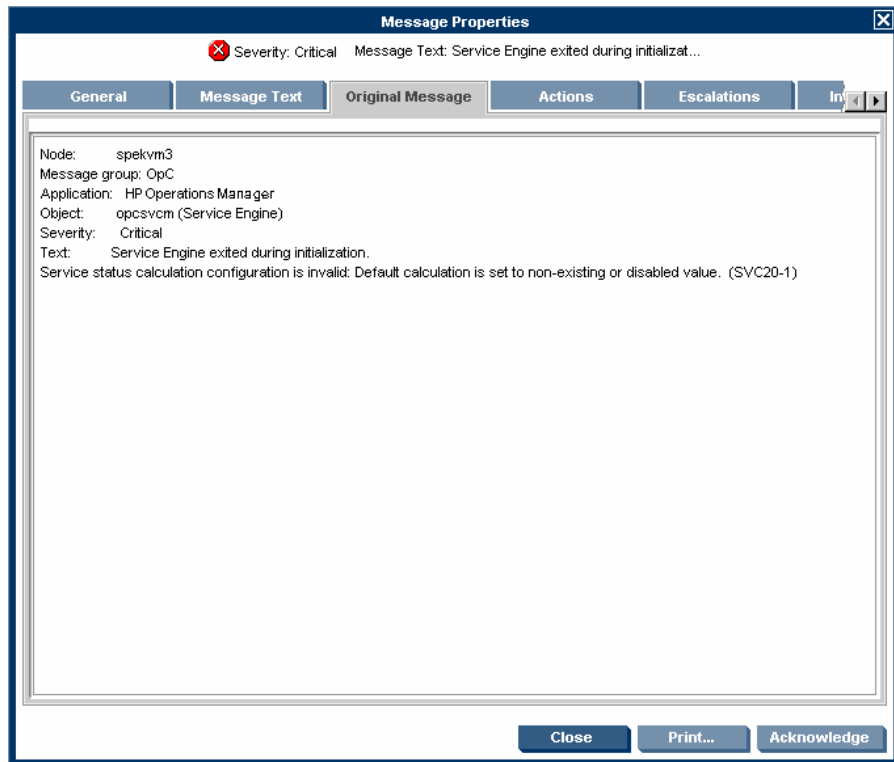 Message Properties
Severity: Critical Message Text: Service Engine exited during initializat...
General Message Text Original Message Actions Escalations
Node: spekvm3
Message group: OpC
Application: HP Operations Manager
Object: opcsvcm (Service Engine)
Severity: Critical
Text: Service Engine exited during initialization.
Service status calculation configuration is invalid: Default calculation is set to non-existing or disabled value. (SVC20-1)
Close Print... Acknowledge